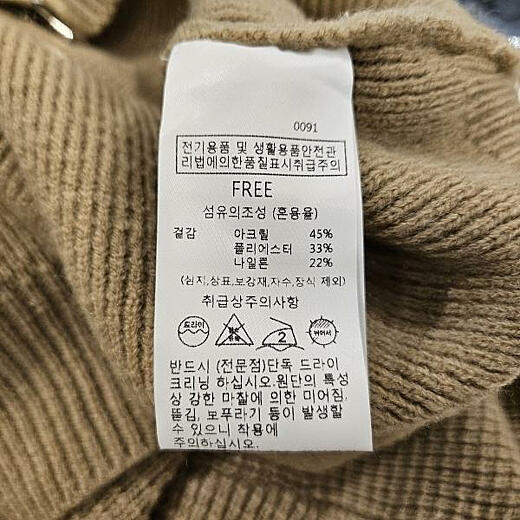 0091
전기용품 및 생활용품안전관
리법에의한품질표시취급주의
FREE
섬유의조성 (혼용율)
겉감 아크릴 45%
폴리에스터 33%
나일론 22%
(심지,상표,보강재,자수,장식 제외)
취급상주의사항
드라이
2
뉘어서
반드시 (전문점)단독 드라이
크리닝 하십시오.원단의 특성
상 강한 마찰에 의한 미어짐,
뜯김, 보푸라기 등이 발생할
수 있으니 착용에
주의하십시오.